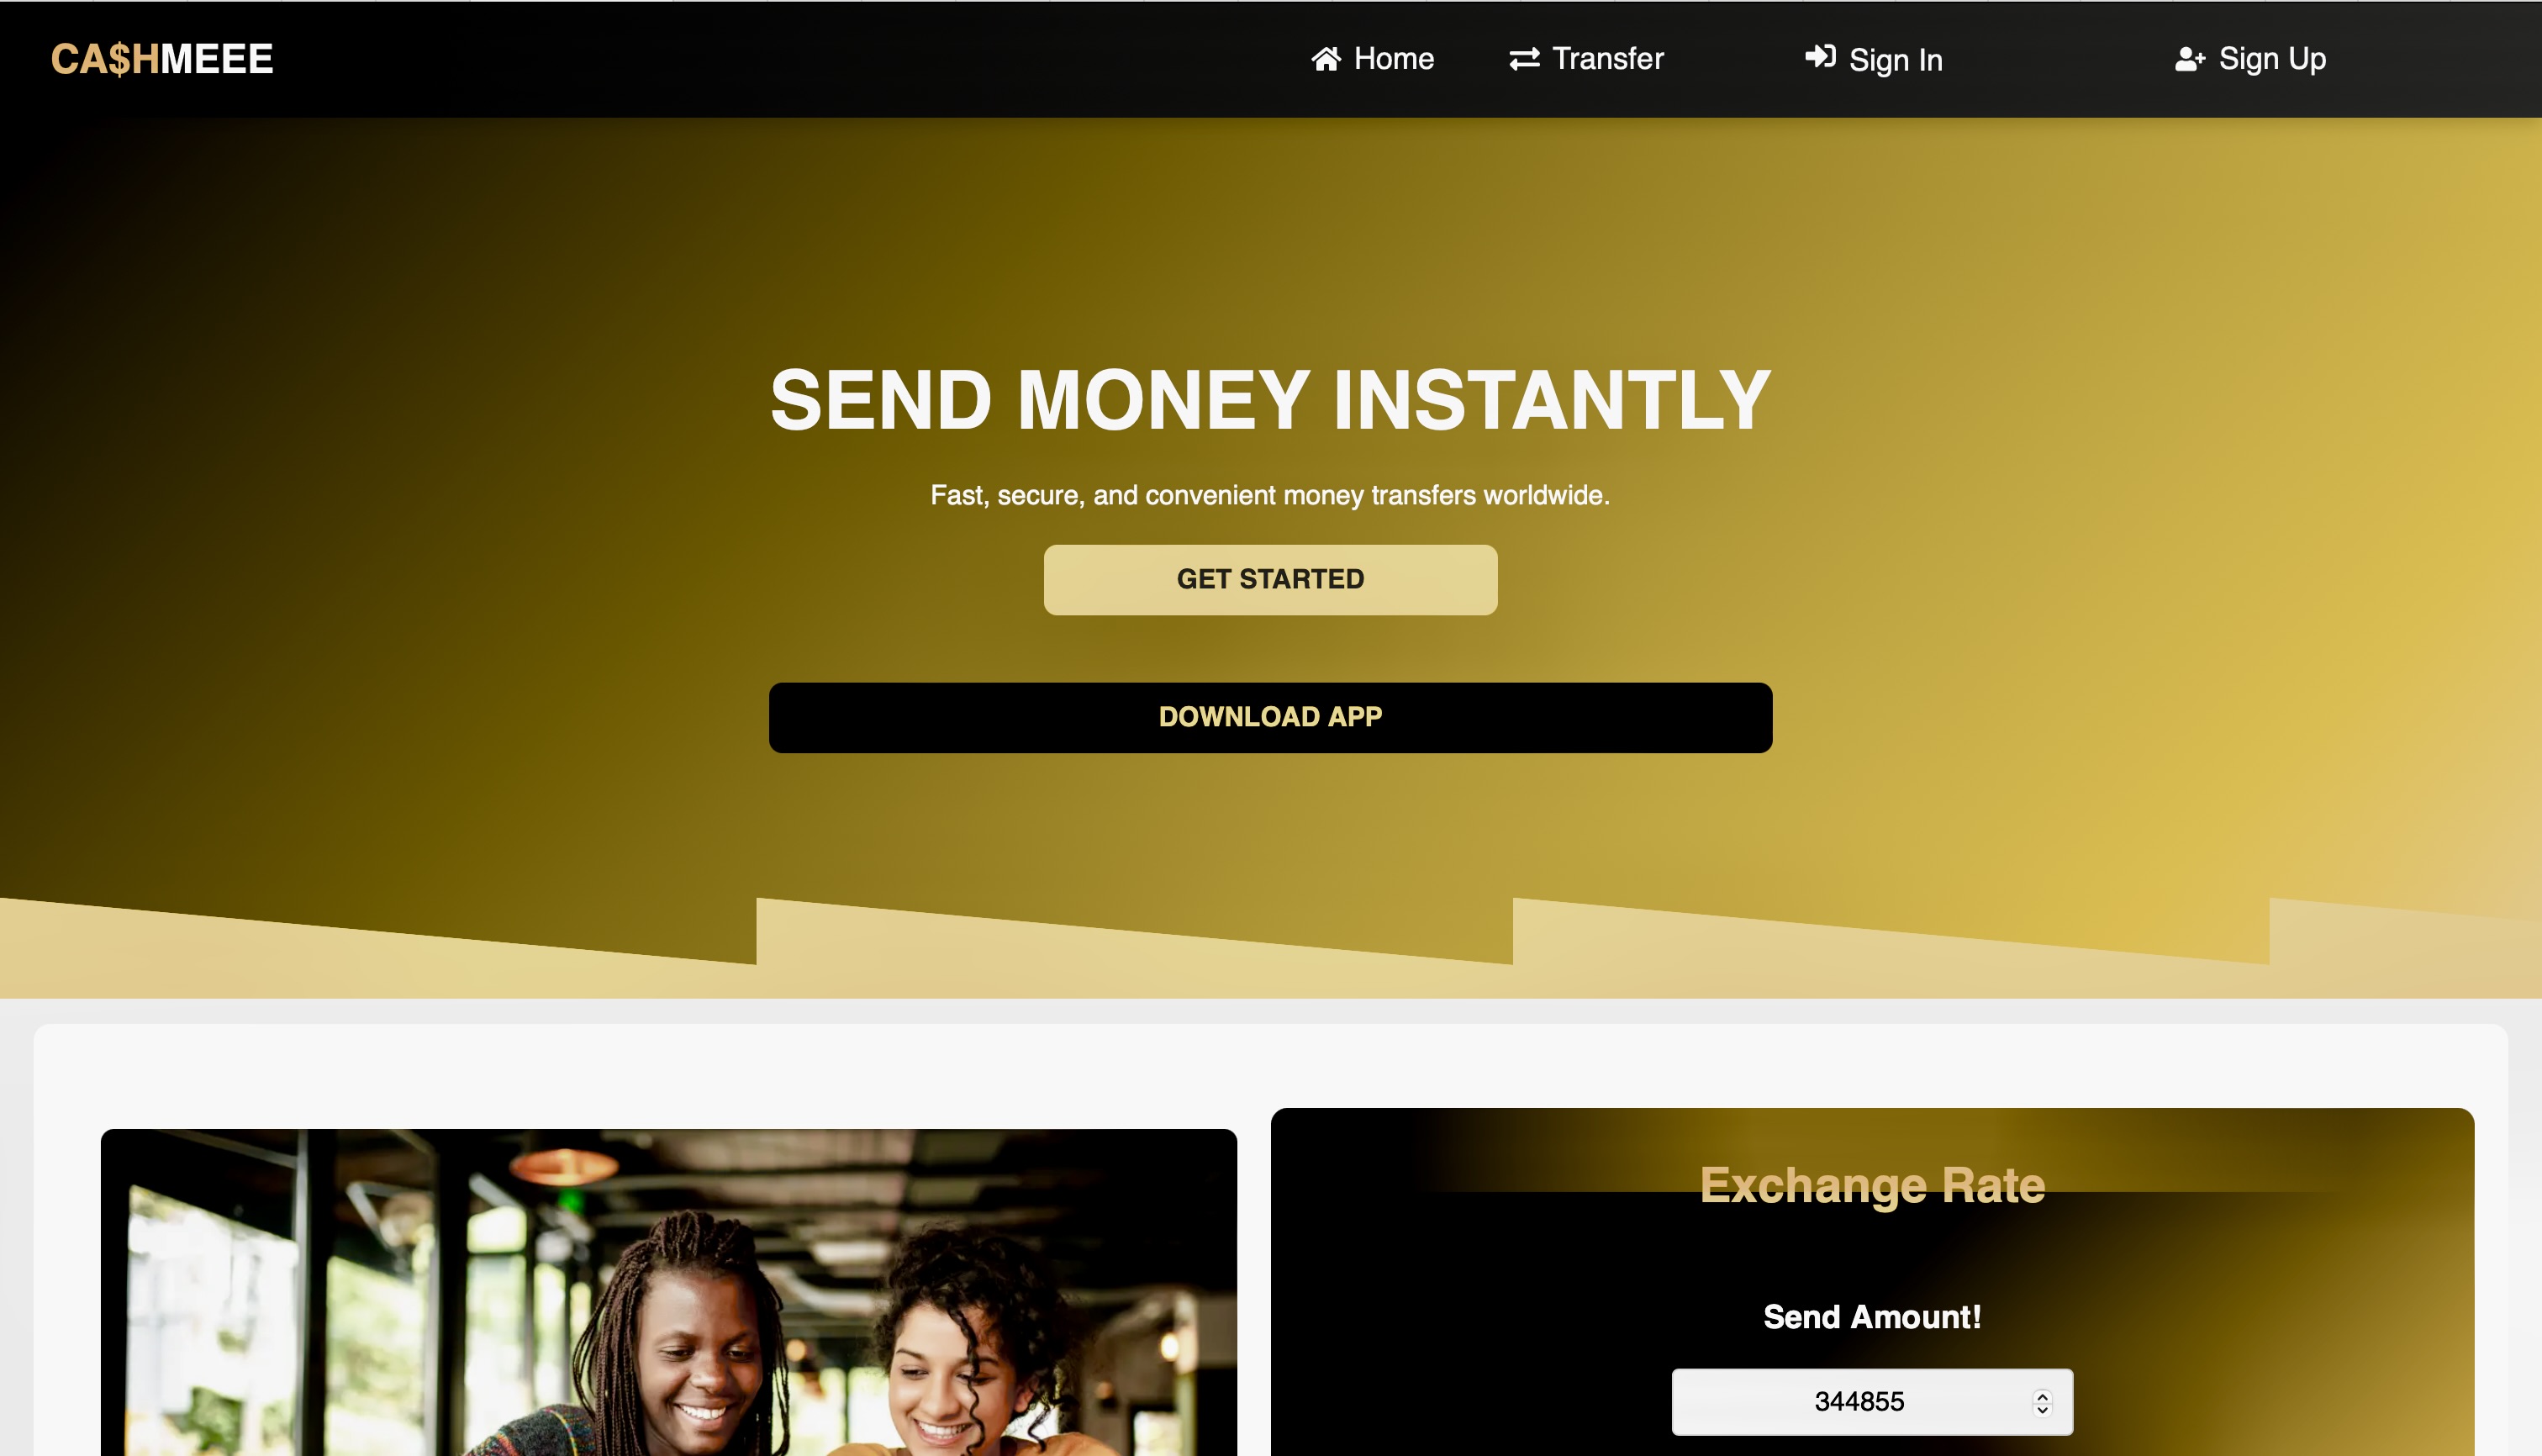 CA$HMEEE
Home
Transfer
Sign In
Sign Up
SEND MONEY INSTANTLY
Fast, secure, and convenient money transfers worldwide.
GET STARTED
DOWNLOAD APP
Exchange Rate
Send Amount!
344855